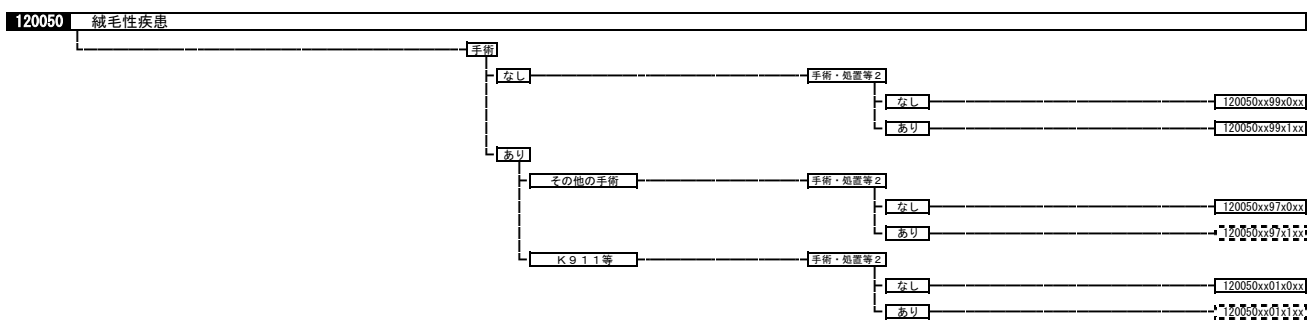 120050 絨毛性疾患
手術
なし 手術・処置等2
なし 120050xx99x0xx
あり 120050xx99x1xx
あり
その他の手術 手術・処置等2
なし 120050xx97x0xx
あり 120050xx97x1xx
K911等 手術・処置等2
なし 120050xx01x0xx
あり 120050xx01x1xx